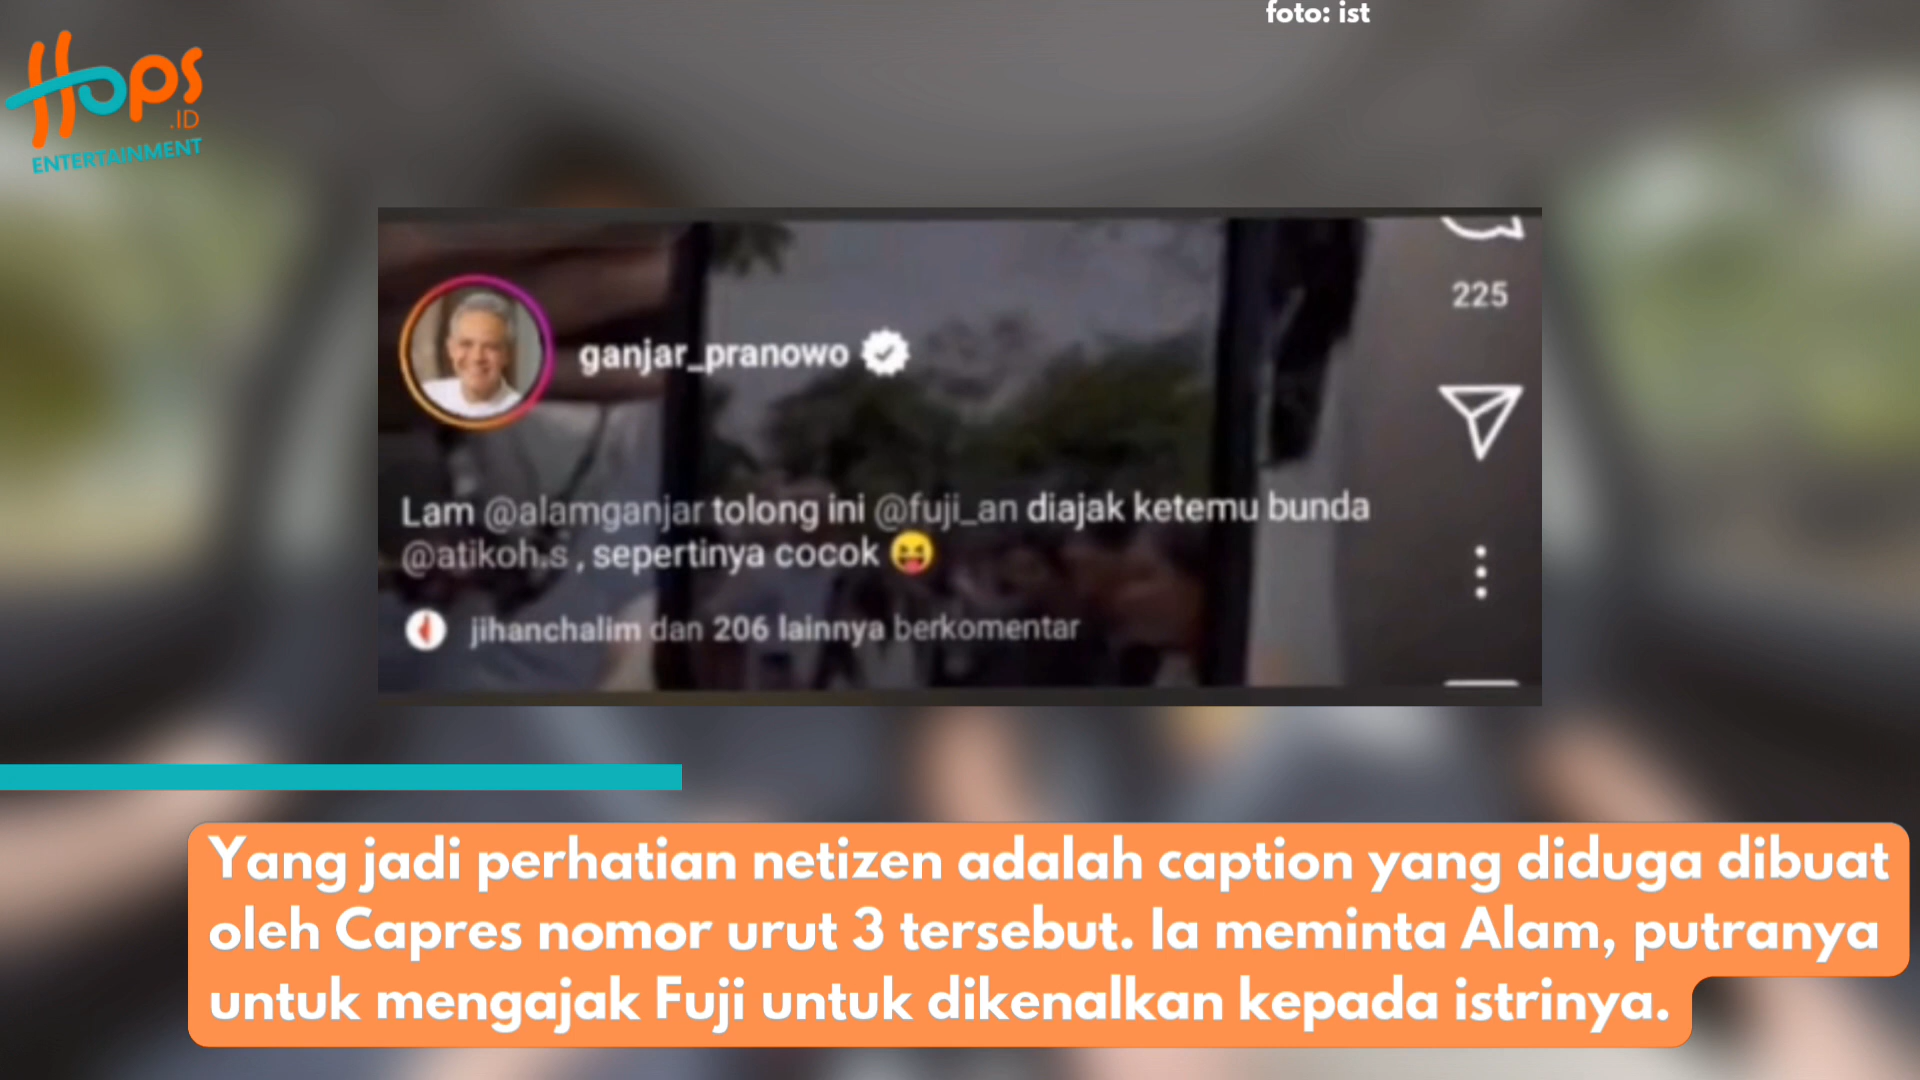 foto: ist
Hops
.ID
ENTERTAINMENT
225
ganjar_pranowo
Lam @alamganjar tolong ini @fuji_an diajak ketemu bunda
@atikoh.s , sepertinya cocok 😝
jihanchalim dan 206 lainnya berkomentar
Yang jadi perhatian netizen adalah caption yang diduga dibuat
oleh Capres nomor urut 3 tersebut. Ia meminta Alam, putranya
untuk mengajak Fuji untuk dikenalkan kepada istrinya.